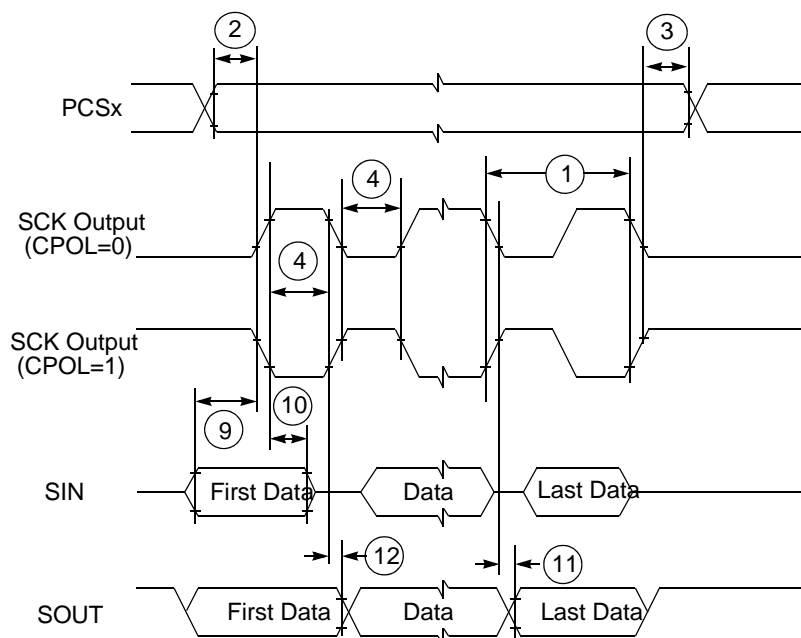 2
3
PCSx
4
1
SCK Output
(CPOL=0)
4
SCK Output
(CPOL=1)
9
10
SIN
First Data
Data
Last Data
12
11
SOUT
First Data
Data
Last Data